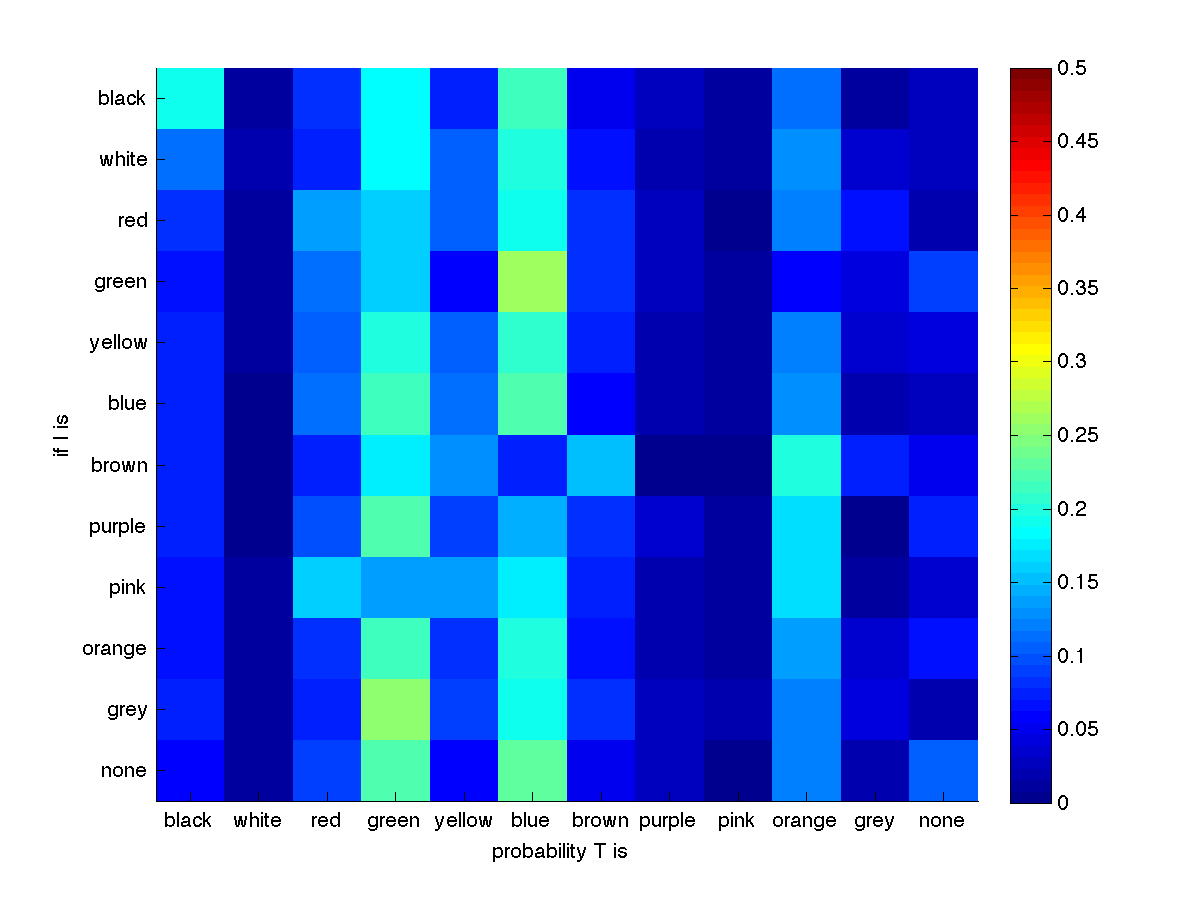 black
white
red
green
yellow
blue
brown
purple
pink
orange
grey
none
if I is
black white red green yellow blue brown purple pink orange grey none
probability T is
0.5
0.45
0.4
0.35
0.3
0.25
0.2
0.15
0.1
0.05
0